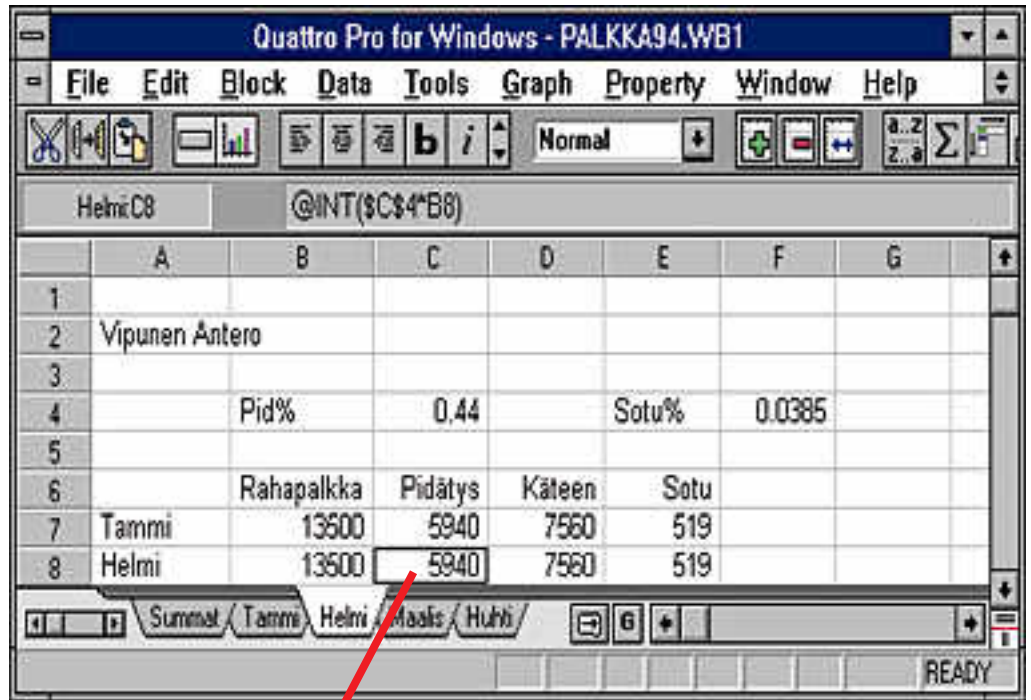 Quattro Pro for Windows - PALKKA94.WB1
File Edit Block Data Tools Graph Property Window Help
b i Normal a..z z..a Σ
Helmi:C8 @INT($C$4*B8)
A B C D E F G
1
2 Vipunen Antero
3
4 Pid% 0.44 Sotu% 0.0385
5
6 Rahapalkka Pidätys Käteen Sotu
7 Tammi 13500 5940 7560 519
8 Helmi 13500 5940 7560 519
Summat Tammi Helmi Maalis Huhti G
READY